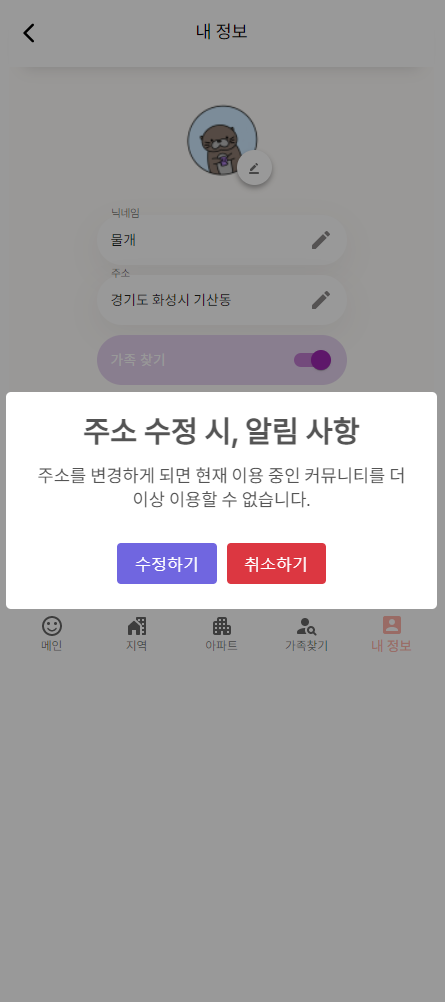 내 정보
닉네임
물개
주소
경기도 화성시 기산동
가족 찾기
주소 수정 시, 알림 사항
주소를 변경하게 되면 현재 이용 중인 커뮤니티를 더
이상 이용할 수 없습니다.
수정하기 취소하기
메인 지역 아파트 가족찾기 내 정보